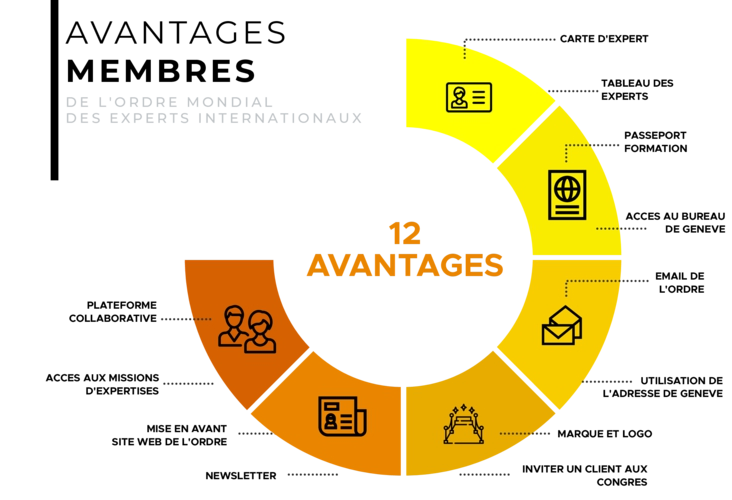 AVANTAGES
MEMBRES
DE L'ORDRE MONDIAL
DES EXPERTS INTERNATIONAUX
CARTE D'EXPERT
TABLEAU DES
EXPERTS
PASSEPORT
FORMATION
ACCES AU BUREAU
DE GENEVE
12
AVANTAGES
EMAIL DE
L'ORDRE
UTILISATION DE
L'ADRESSE DE GENEVE
MARQUE ET LOGO
INVITER UN CLIENT AUX
CONGRES
NEWSLETTER
MISE EN AVANT
SITE WEB DE L'ORDRE
ACCES AUX MISSIONS
D'EXPERTISES
PLATEFORME
COLLABORATIVE